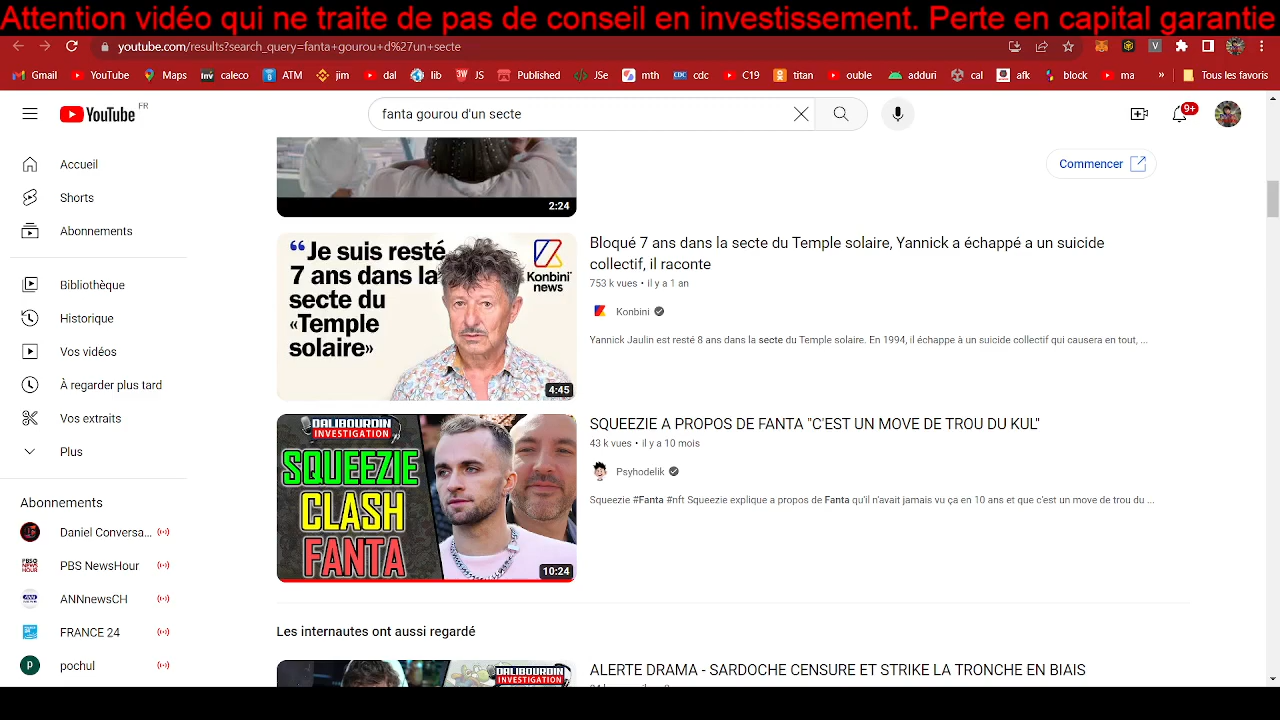 Attention vidéo qui ne traite de pas de conseil en investissement. Perte en capital garantie
youtube.com/results?search_query=fanta+gourou+d%27un+secte
Gmail YouTube Maps caleco ATM jim dal lib JS Published JSe mth cdc C19 titan ouble adduri cal afk block ma » Tous les favoris
YouTube FR
fanta gourou d'un secte
9+
Accueil
Shorts
Abonnements
Bibliothèque
Historique
Vos vidéos
À regarder plus tard
Vos extraits
Plus
Abonnements
Daniel Conversa...
PBS NewsHour
ANNnewsCH
FRANCE 24
pochul
Commencer
2:24
“Je suis resté
7 ans dans la
secte du
«Temple
solaire»
Konbini
news
4:45
Bloqué 7 ans dans la secte du Temple solaire, Yannick a échappé a un suicide
collectif, il raconte
753 k vues • il y a 1 an
Konbini
Yannick Jaulin est resté 8 ans dans la secte du Temple solaire. En 1994, il échappe à un suicide collectif qui causera en tout, ...
DALIBOURDIN
INVESTIGATION
SQUEEZIE
CLASH
FANTA
10:24
SQUEEZIE A PROPOS DE FANTA "C'EST UN MOVE DE TROU DU KUL"
43 k vues • il y a 10 mois
Psyhodelik
Squeezie #Fanta #nft Squeezie explique a propos de Fanta qu'il n'avait jamais vu ça en 10 ans et que c'est un move de trou du ...
Les internautes ont aussi regardé
DALIBOURDIN
INVESTIGATION
ALERTE DRAMA - SARDOCHE CENSURE ET STRIKE LA TRONCHE EN BIAIS